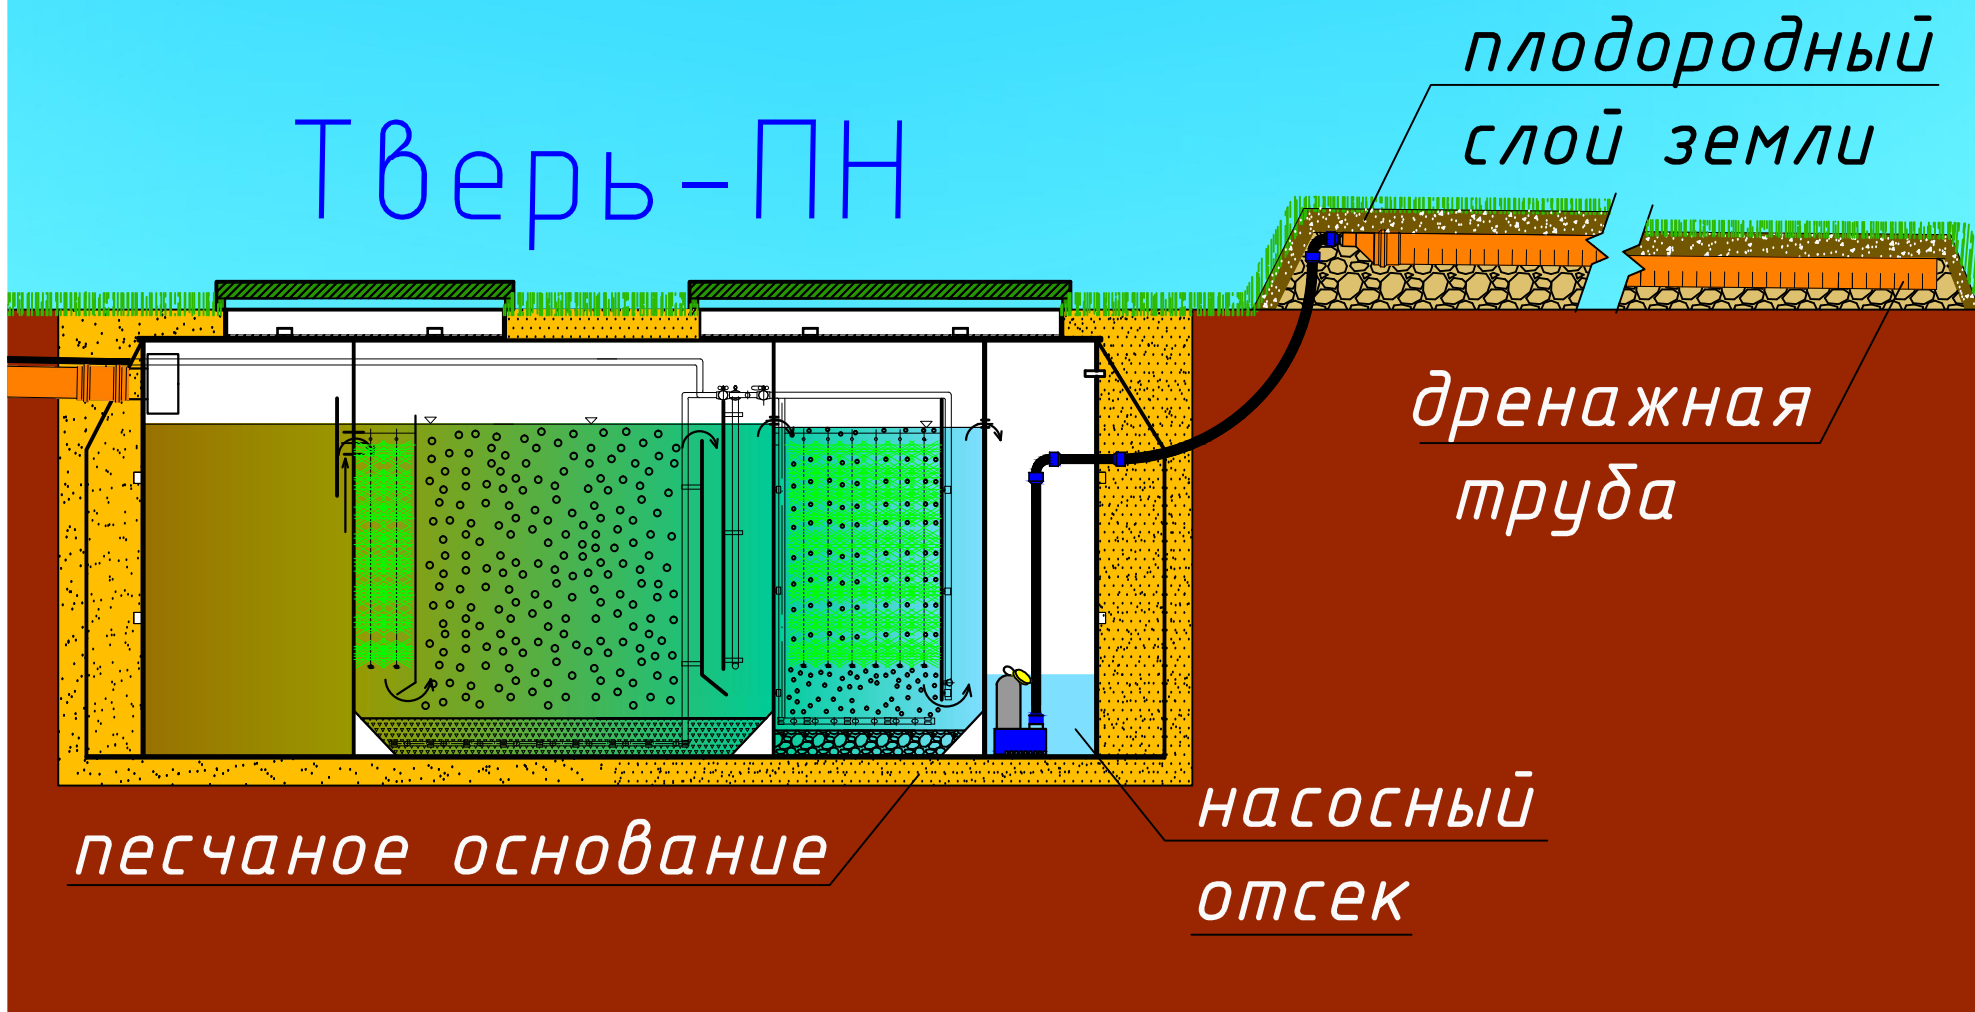 плодородный
слой земли
Тверь-ПН
дренажная
труба
насосный
отсек
песчаное основание